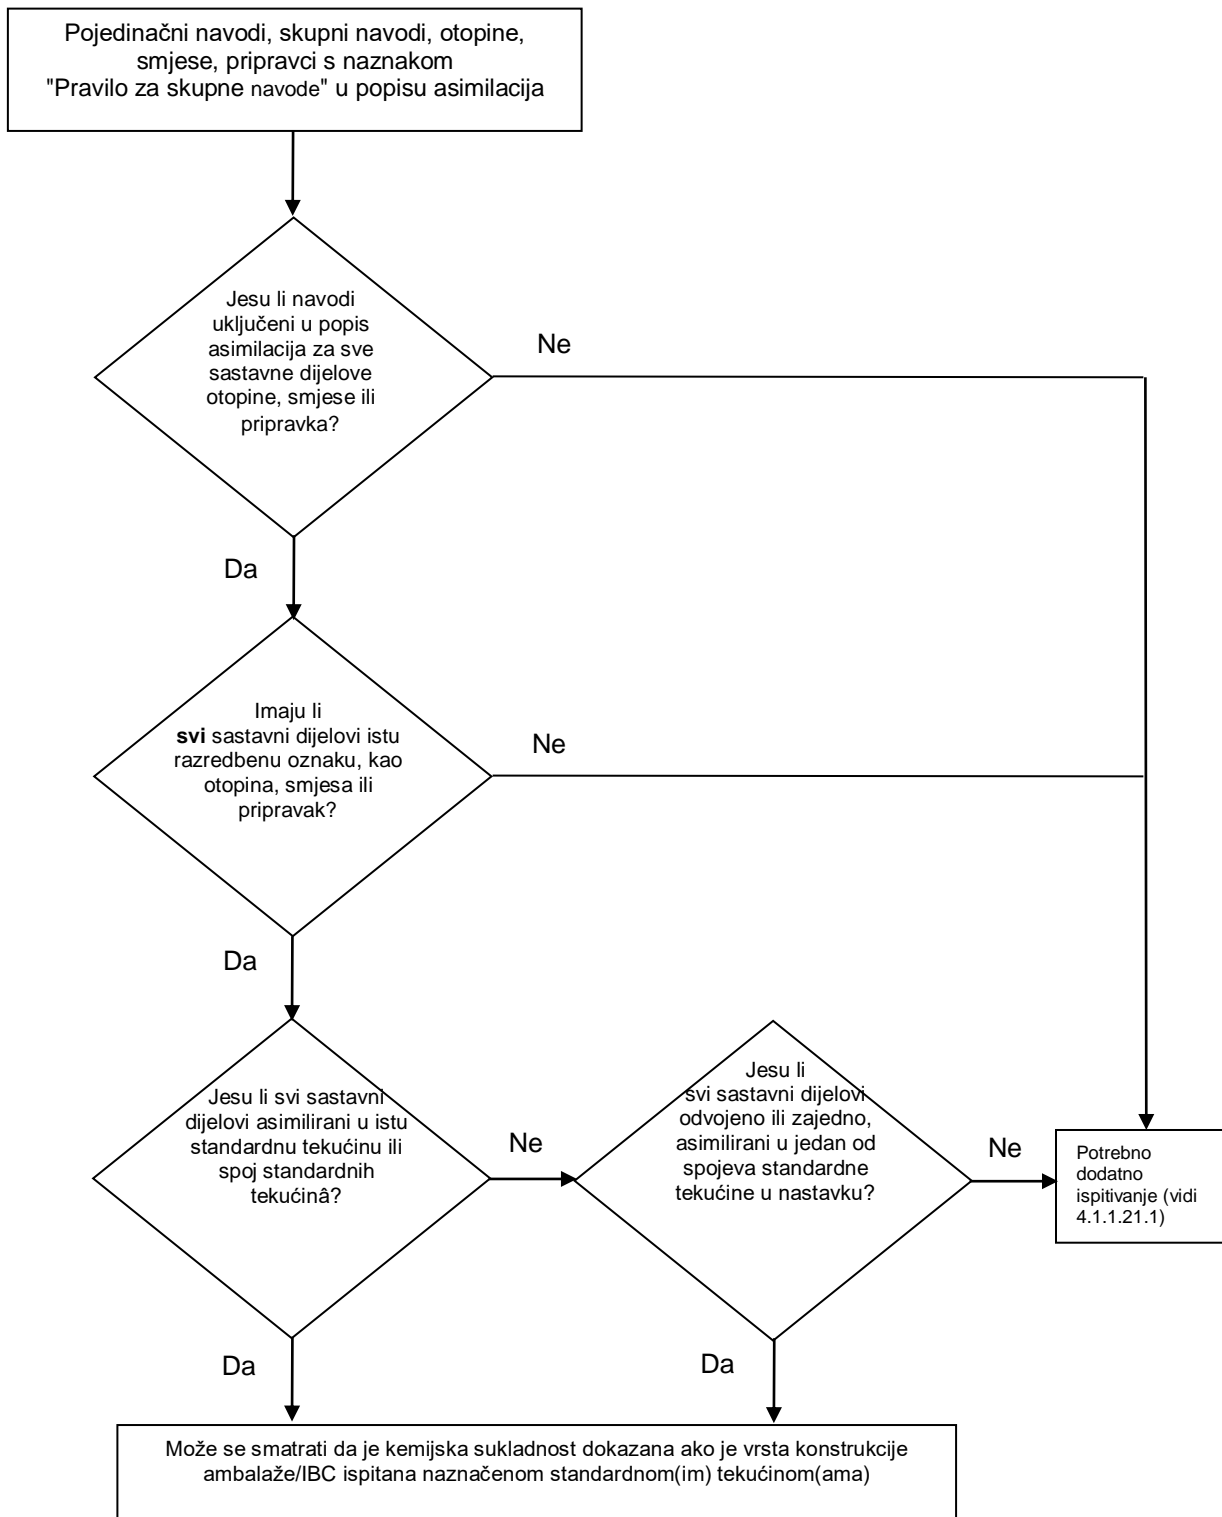 Pojedinačni navodi, skupni navodi, otopine,
smjese, pripravci s naznakom
"Pravilo za skupne navode" u popisu asimilacija
Jesu li navodi
uključeni u popis
asimilacija za sve
sastavne dijelove
otopine, smjese ili
pripravka?
Ne
Da
Imaju li
svi sastavni dijelovi istu
razredbenu oznaku, kao
otopina, smjesa ili
pripravak?
Ne
Da
Jesu li svi sastavni
dijelovi asimilirani u istu
standardnu tekućinu ili
spoj standardnih
tekućinâ?
Ne
Jesu li
svi sastavni dijelovi
odvojeno ili zajedno,
asimilirani u jedan od
spojeva standardne
tekućine u nastavku?
Ne
Potrebno
dodatno
ispitivanje (vidi
4.1.1.21.1)
Da
Da
Može se smatrati da je kemijska sukladnost dokazana ako je vrsta konstrukcije
ambalaže/IBC ispitana naznačenom standardnom(im) tekućinom(ama)